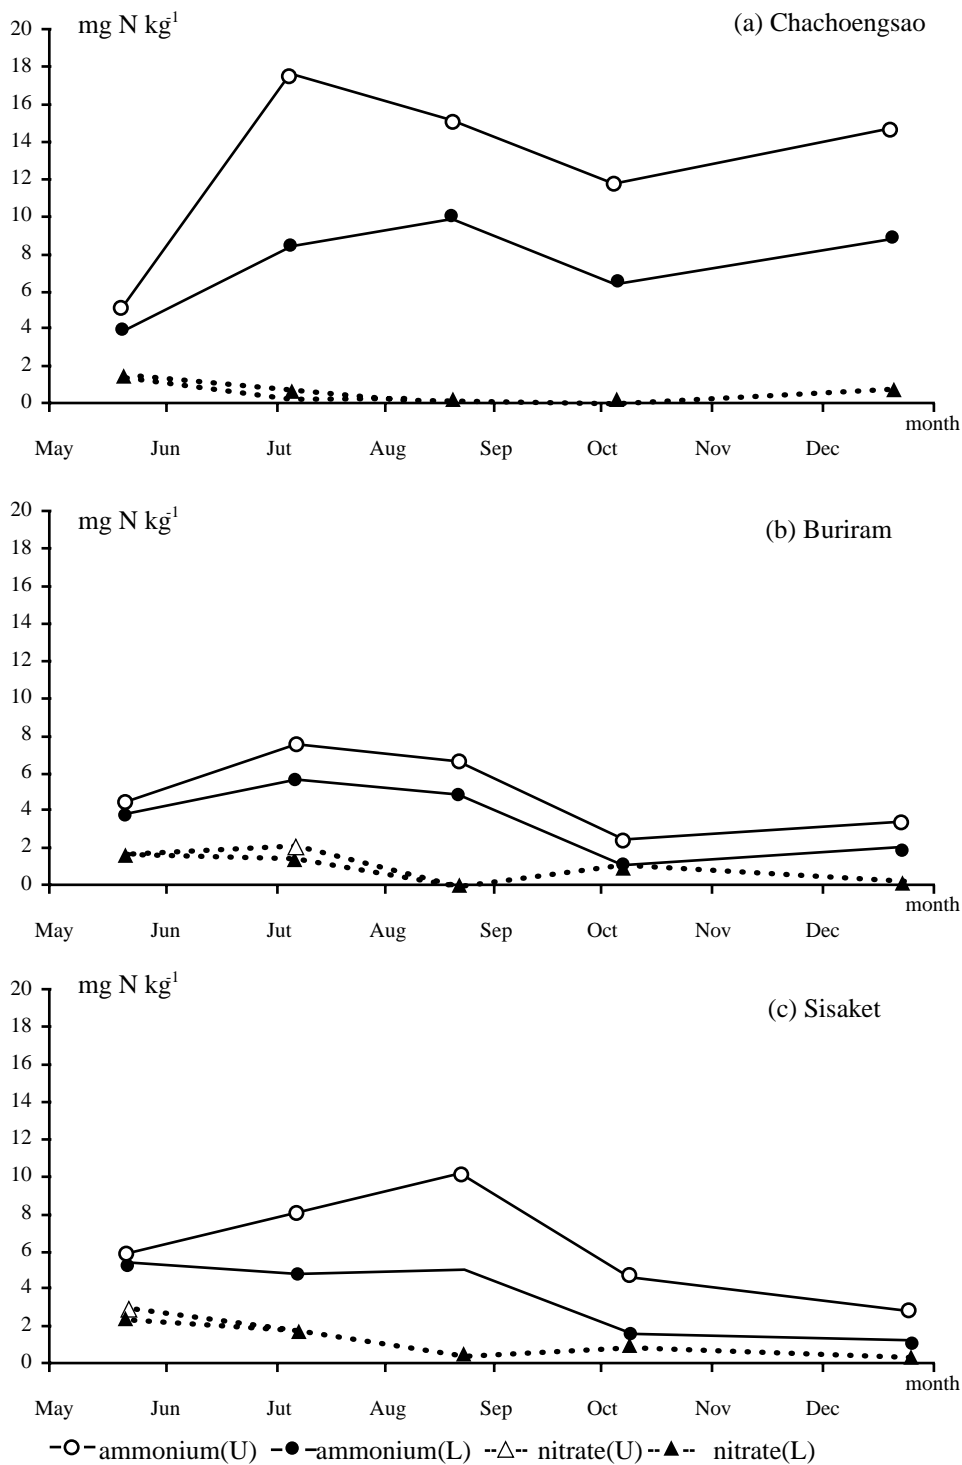 mg N kg-1
(a) Chachoengsao
20
18
16
14
12
10
8
6
4
2
0
month
May Jun Jut Aug Sep Oct Nov Dec
mg N kg-1
(b) Buriram
20
18
16
14
12
10
8
6
4
2
0
month
May Jun Jut Aug Sep Oct Nov Dec
mg N kg-1
(c) Sisaket
20
18
16
14
12
10
8
6
4
2
0
month
May Jun Jut Aug Sep Oct Nov Dec
ammonium(U) ammonium(L) nitrate(U) nitrate(L)